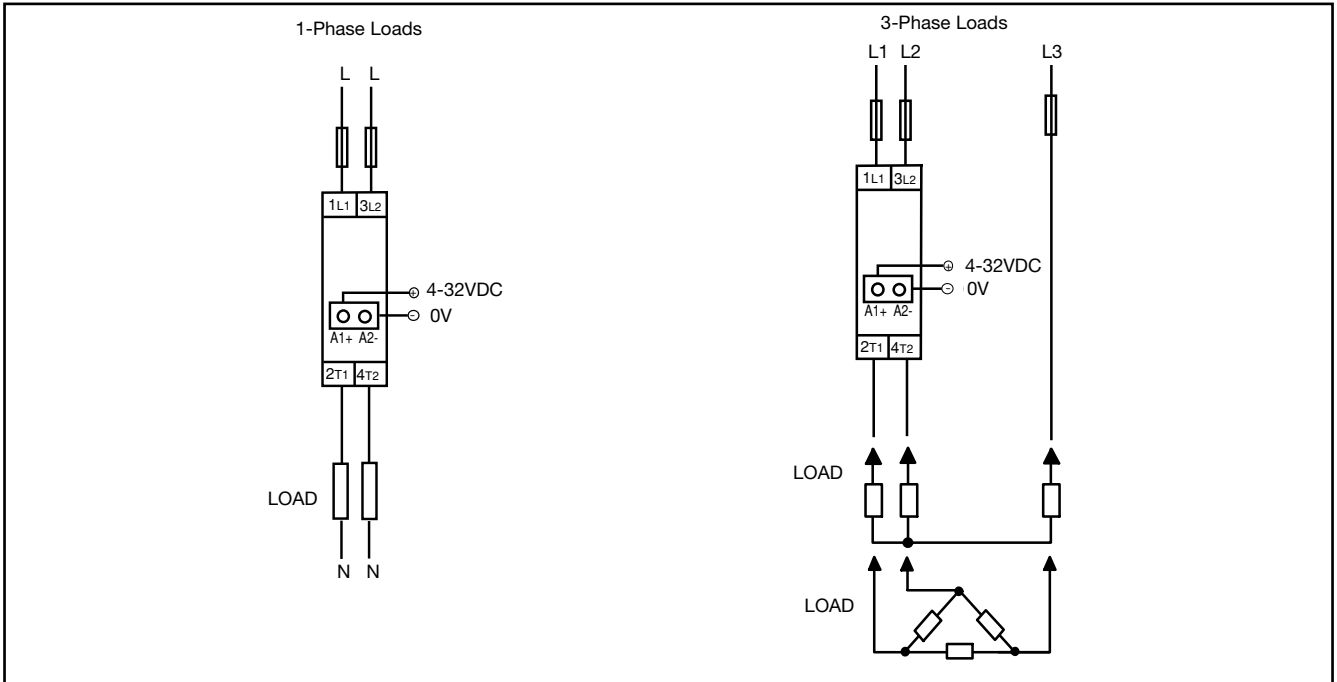 1-Phase Loads
L L
1L1 3L2
4-32VDC
0V
A1+ A2-
2T1 4T2
LOAD
N N
3-Phase Loads
L1 L2 L3
1L1 3L2
4-32VDC
0V
A1+ A2-
2T1 4T2
LOAD
LOAD